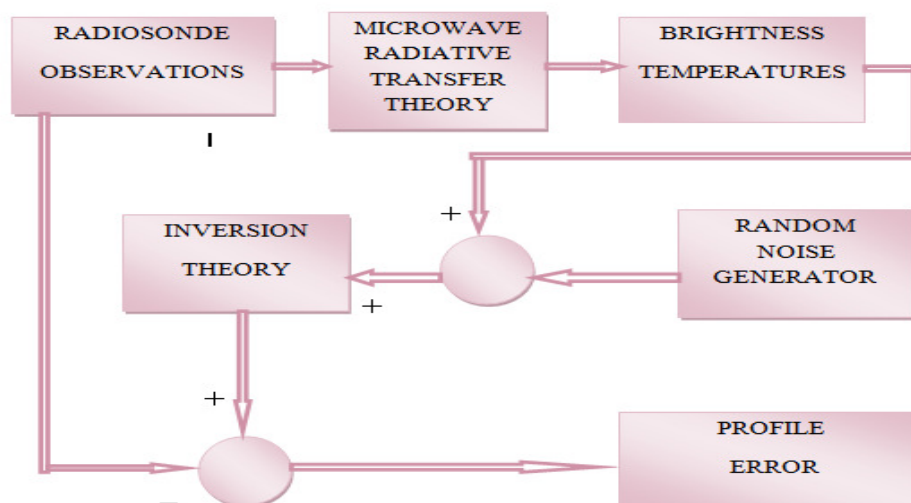 RADIOSONDE
OBSERVATIONS
MICROWAVE
RADIATIVE
TRANSFER
THEORY
BRIGHTNESS
TEMPERATURES
+
INVERSION
THEORY
+
RANDOM
NOISE
GENERATOR
+
PROFILE
ERROR